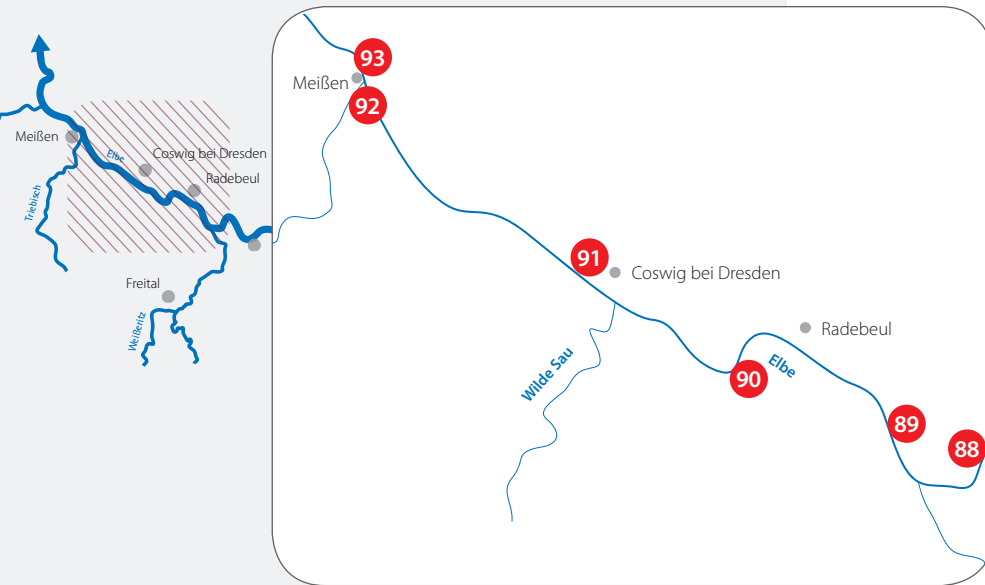 Meißen
Elbe
Coswig bei Dresden
Radebeul
Triebisch
Freital
Weißeritz
93
Meißen
92
91
Coswig bei Dresden
Radebeul
Wilde Sau
90
Elbe
89
88